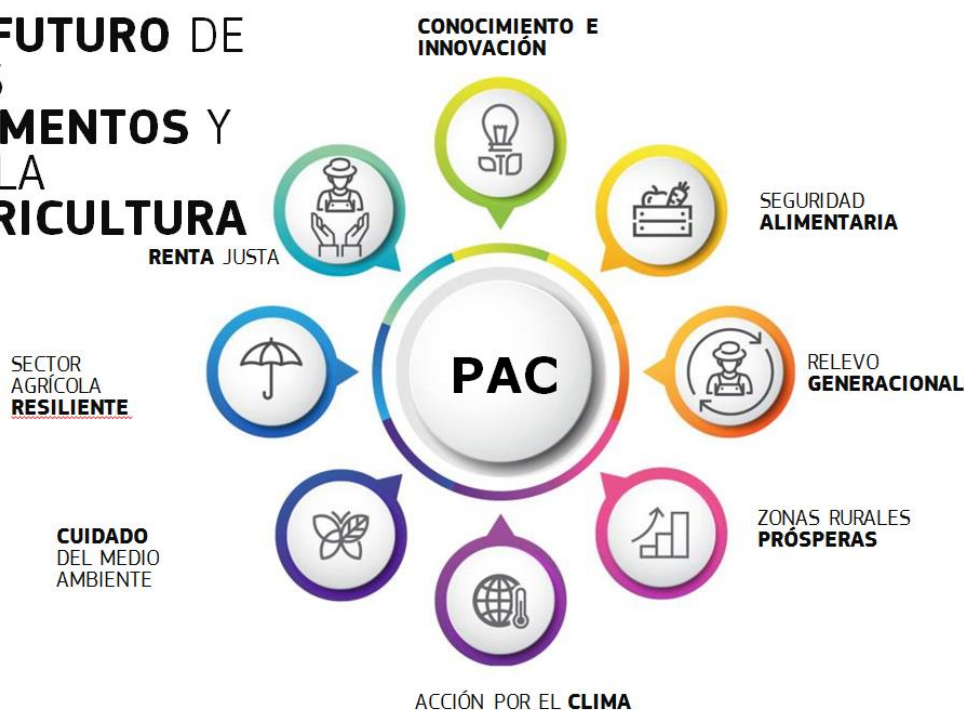 FUTURO DE
S
MENTOS Y
LA
RICULTURA
CONOCIMIENTO E
INNOVACIÓN
SEGURIDAD
ALIMENTARIA
RENTA JUSTA
SECTOR
AGRÍCOLA
RESILIENTE
PAC
RELEVO
GENERACIONAL
CUIDADO
DEL MEDIO
AMBIENTE
ZONAS RURALES
PRÓSPERAS
ACCIÓN POR EL CLIMA